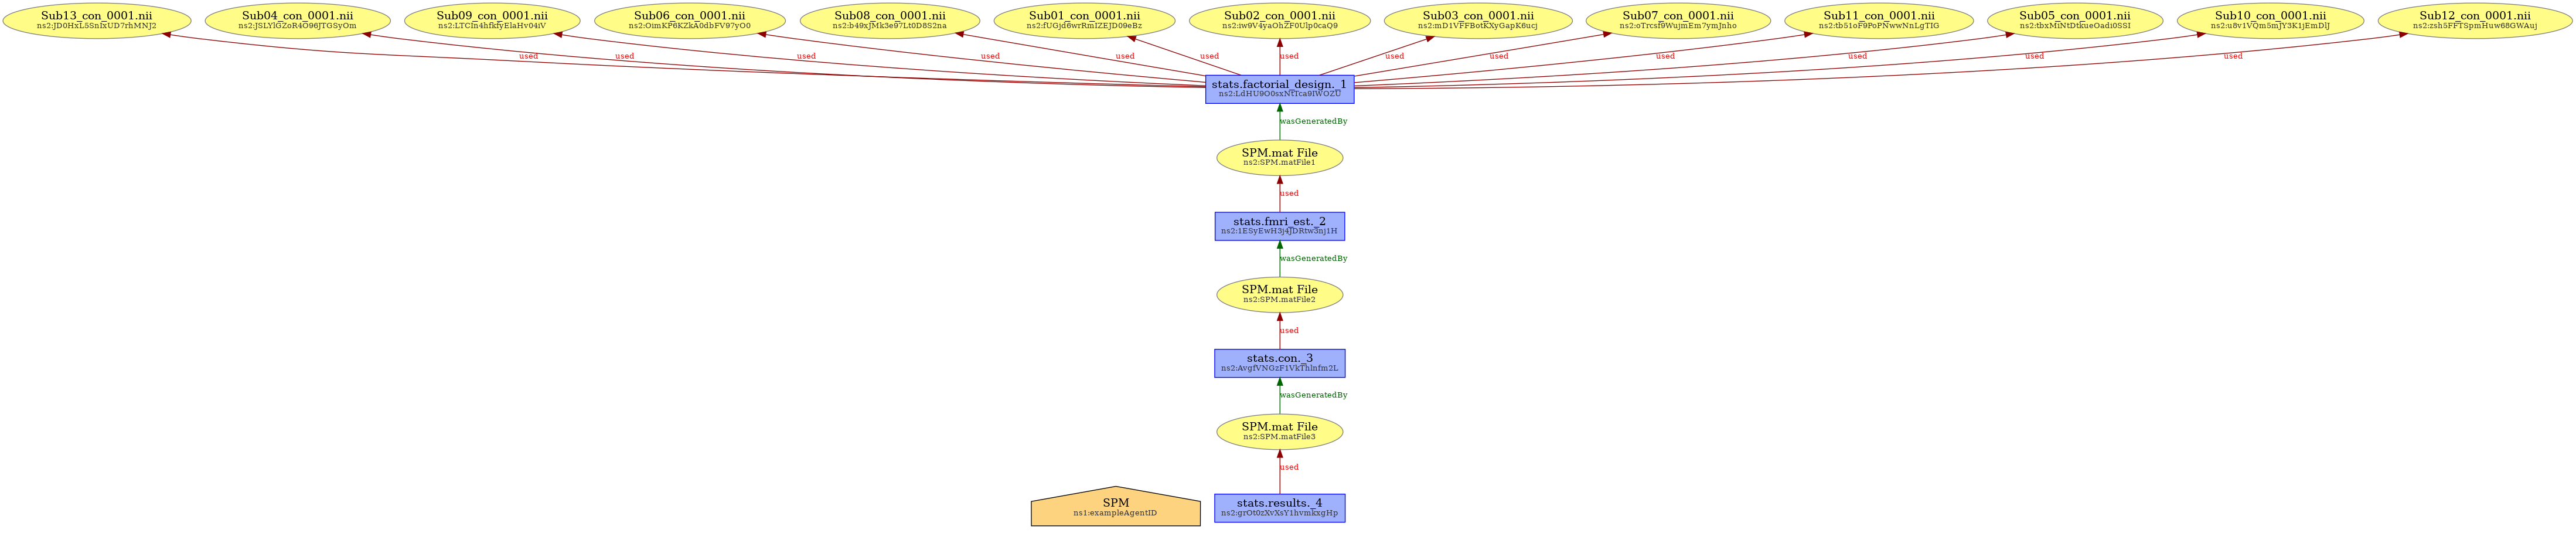 Sub13_con_0001.nii
ns2:JD0HxL5SnIxUD7rhMNJ2
Sub04_con_0001.nii
ns2:JSLYlGZoR4O96JTGSyOm
Sub09_con_0001.nii
ns2:LTCIn4hfkfyElaHv04iV
Sub06_con_0001.nii
ns2:OimKP6KZkA0dbFV97yO0
Sub08_con_0001.nii
ns2:b49xJMk3e97Lt0D8S2na
Sub01_con_0001.nii
ns2:fUGjd6wrRmIZEJD09eBz
Sub02_con_0001.nii
ns2:iw9V4yaOhZF0Ulp0caQ9
Sub03_con_0001.nii
ns2:mD1VFFBotKXyGapK6ucj
Sub07_con_0001.nii
ns2:oTrcsf9WujmEm7ymJnho
Sub11_con_0001.nii
ns2:tb51oF9PoPNwwNnLgTIG
Sub05_con_0001.nii
ns2:tbxMiNtDtkueOadi0SSI
Sub10_con_0001.nii
ns2:u8v1VQm5mJY3K1jEmDlJ
Sub12_con_0001.nii
ns2:zsh5FFTSpmHuw68GWAuj
used
used
used
used
used
used
used
used
used
used
used
used
used
stats.factorial_design._1
ns2:LdHU9O0sxNtTca9IWOZU
wasGeneratedBy
SPM.mat File
ns2:SPM.matFile1
used
stats.fmri_est._2
ns2:1ESyEwH3j4JDRtw3nj1H
wasGeneratedBy
SPM.mat File
ns2:SPM.matFile2
used
stats.con._3
ns2:AvgfVNGzF1VkThlnfm2L
wasGeneratedBy
SPM.mat File
ns2:SPM.matFile3
used
SPM
ns1:exampleAgentID
stats.results._4
ns2:grOt0zXvXsY1hvmkxgHp